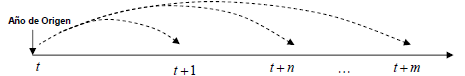 Año de Origen
t t+1 t+n ... t+m